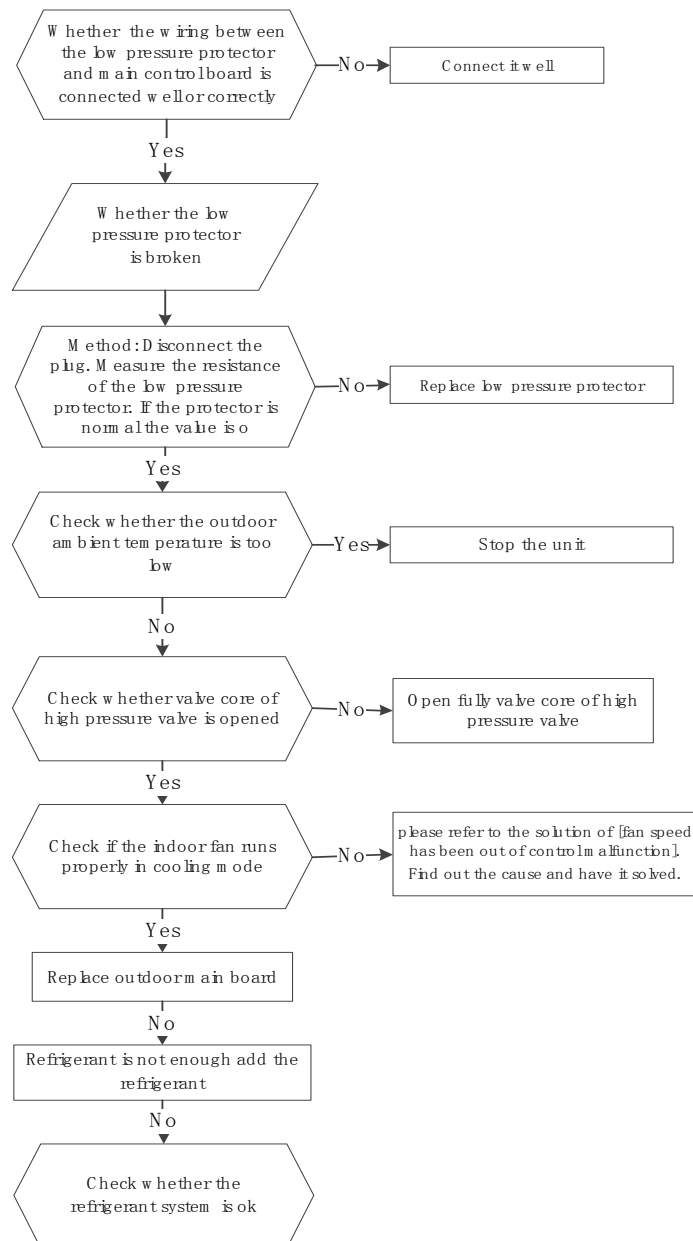 Whether the wiring between
the low pressure protector
and main control board is
connected well or correctly
No
Connect it well
Yes
Whether the low
pressure protector
is broken
Method: Disconnect the
plug. Measure the resistance
of the low pressure
protector. If the protector is
normal the value is o
No
Replace low pressure protector
Yes
Check whether the outdoor
ambient temperature is too
low
Yes
Stop the unit
No
Check whether valve core of
high pressure valve is opened
No
Open fully valve core of high
pressure valve
Yes
Check if the indoor fan runs
properly in cooling mode
No
please refer to the solution of [fan speed
has been out of control malfunction].
Find out the cause and have it solved.
Yes
Replace outdoor main board
No
Refrigerant is not enough add the
refrigerant
No
Check whether the
refrigerant system is ok